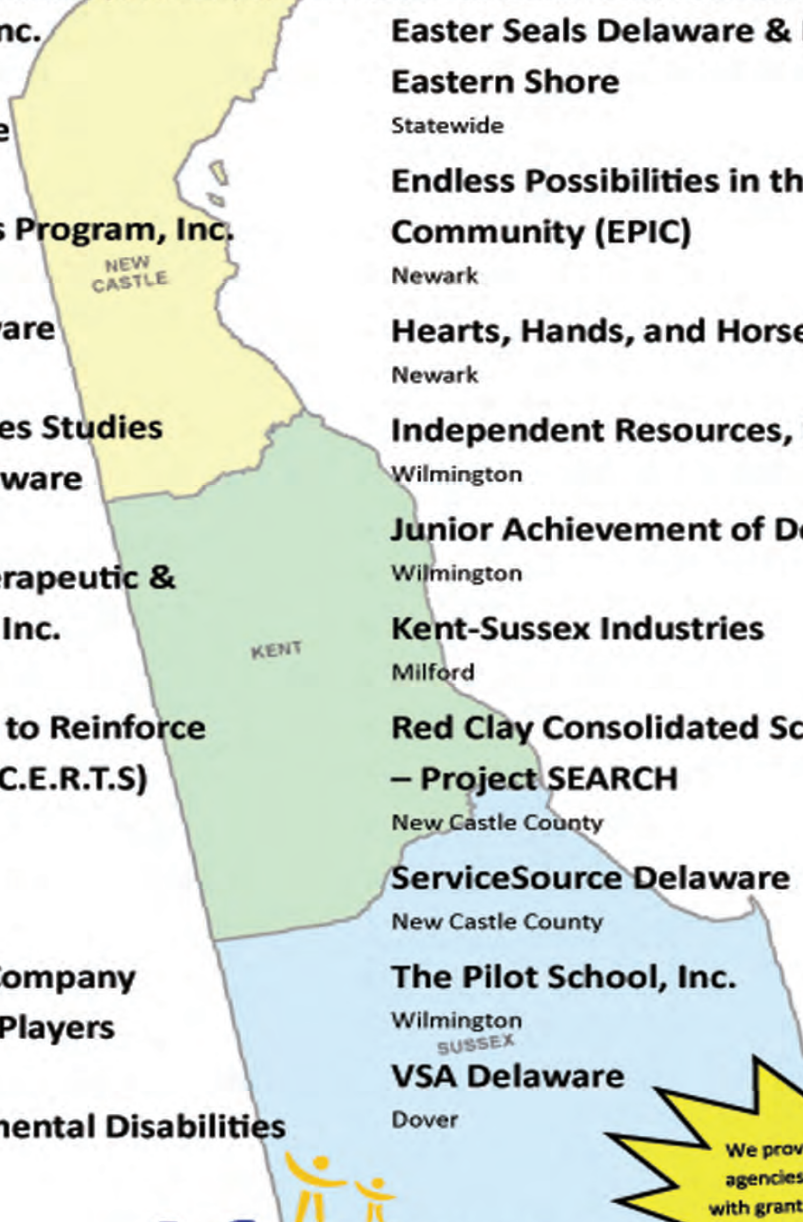 nc.
e
s Program, Inc.
NEW
CASTLE
are
es Studies
ware
erapeutic &
Inc.
to Reinforce
C.E.R.T.S)
Company
Players
mental Disabilities
KENT
Easter Seals Delaware &
Eastern Shore
Statewide
Endless Possibilities in th
Community (EPIC)
Newark
Hearts, Hands, and Horse
Newark
Independent Resources,
Wilmington
Junior Achievement of De
Wilmington
Kent-Sussex Industries
Milford
Red Clay Consolidated Sc
– Project SEARCH
New Castle County
ServiceSource Delaware
New Castle County
The Pilot School, Inc.
Wilmington
SUSSEX
VSA Delaware
Dover
We prov
agencies
with grant